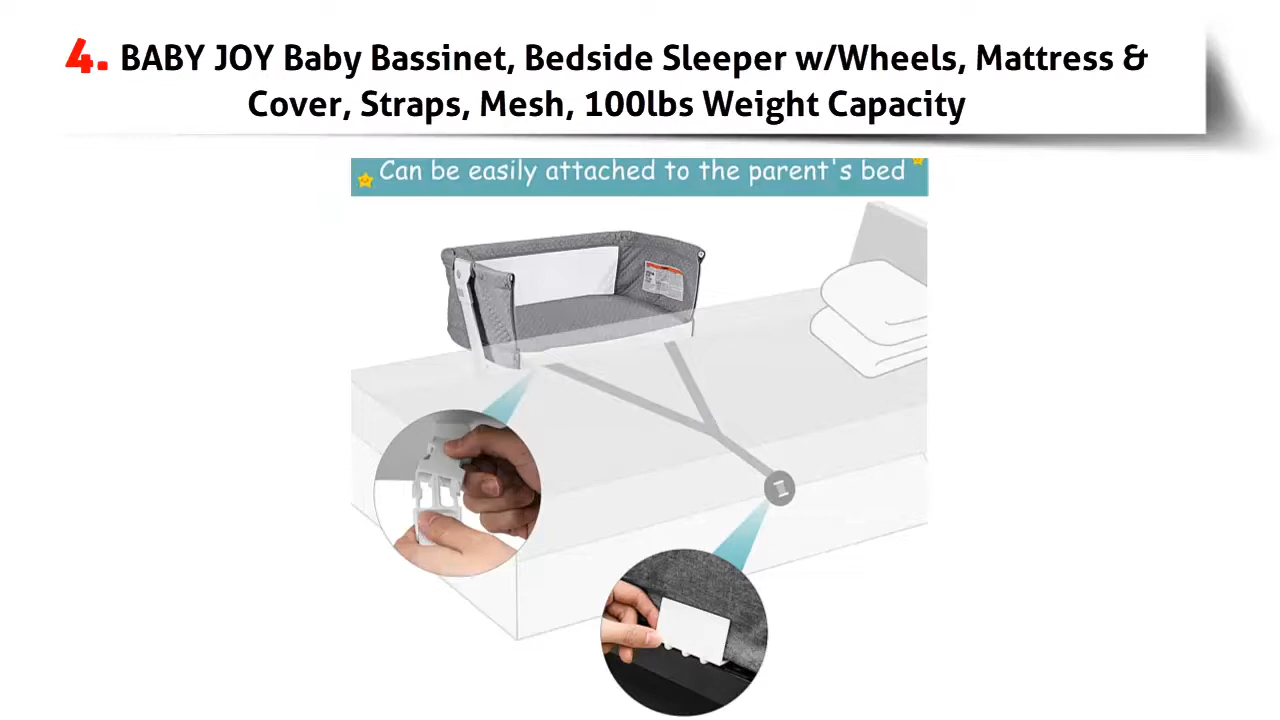 4. BABY JOY Baby Bassinet, Bedside Sleeper w/Wheels, Mattress &
Cover, Straps, Mesh, 100lbs Weight Capacity
Can be easily attached to the parent's bed